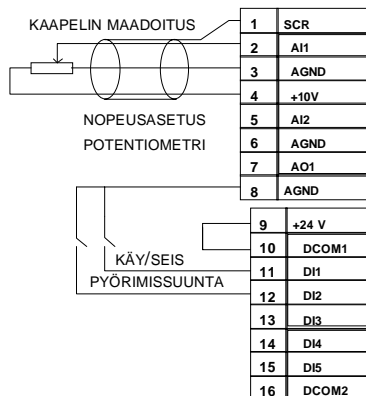 KAAPELIN MAADOITUS
NOPEUSASETUS
POTENTIOMETRI
1 SCR
2 AI1
3 AGND
4 +10V
5 AI2
6 AGND
7 AO1
8 AGND
KÄY/SEIS
PYÖRIMISSUUNTA
9 +24 V
10 DCOM1
11 DI1
12 DI2
13 DI3
14 DI4
15 DI5
16 DCOM2